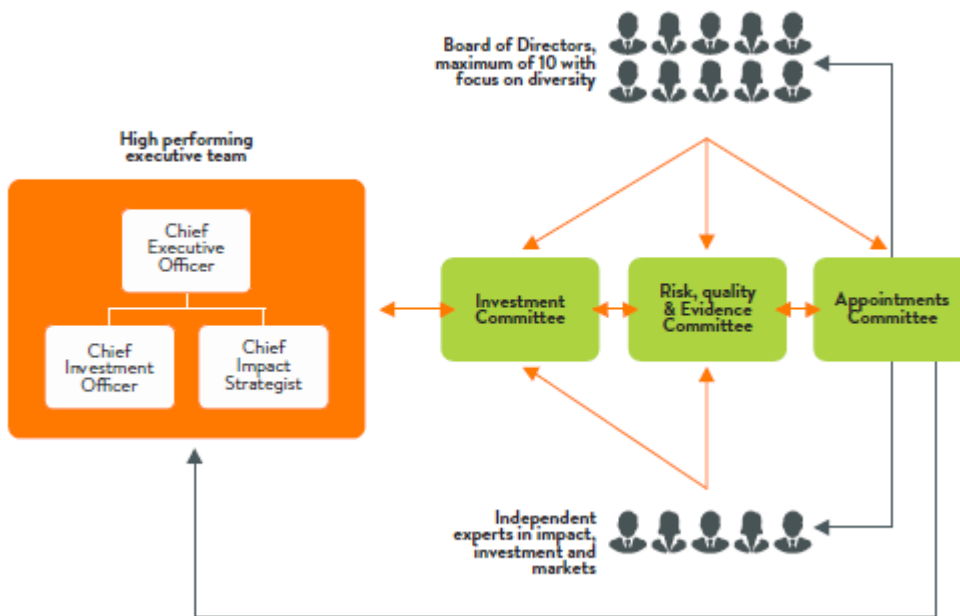 Board of Directors,
maximum of 10 with
focus on diversity
High performing
executive team
Chief
Executive
Officer
Chief
Investment
Officer
Chief
Impact
Strategist
Investment
Committee
Risk, quality
& Evidence
Committee
Appointments
Committee
Independent
experts in impact,
investment and
markets